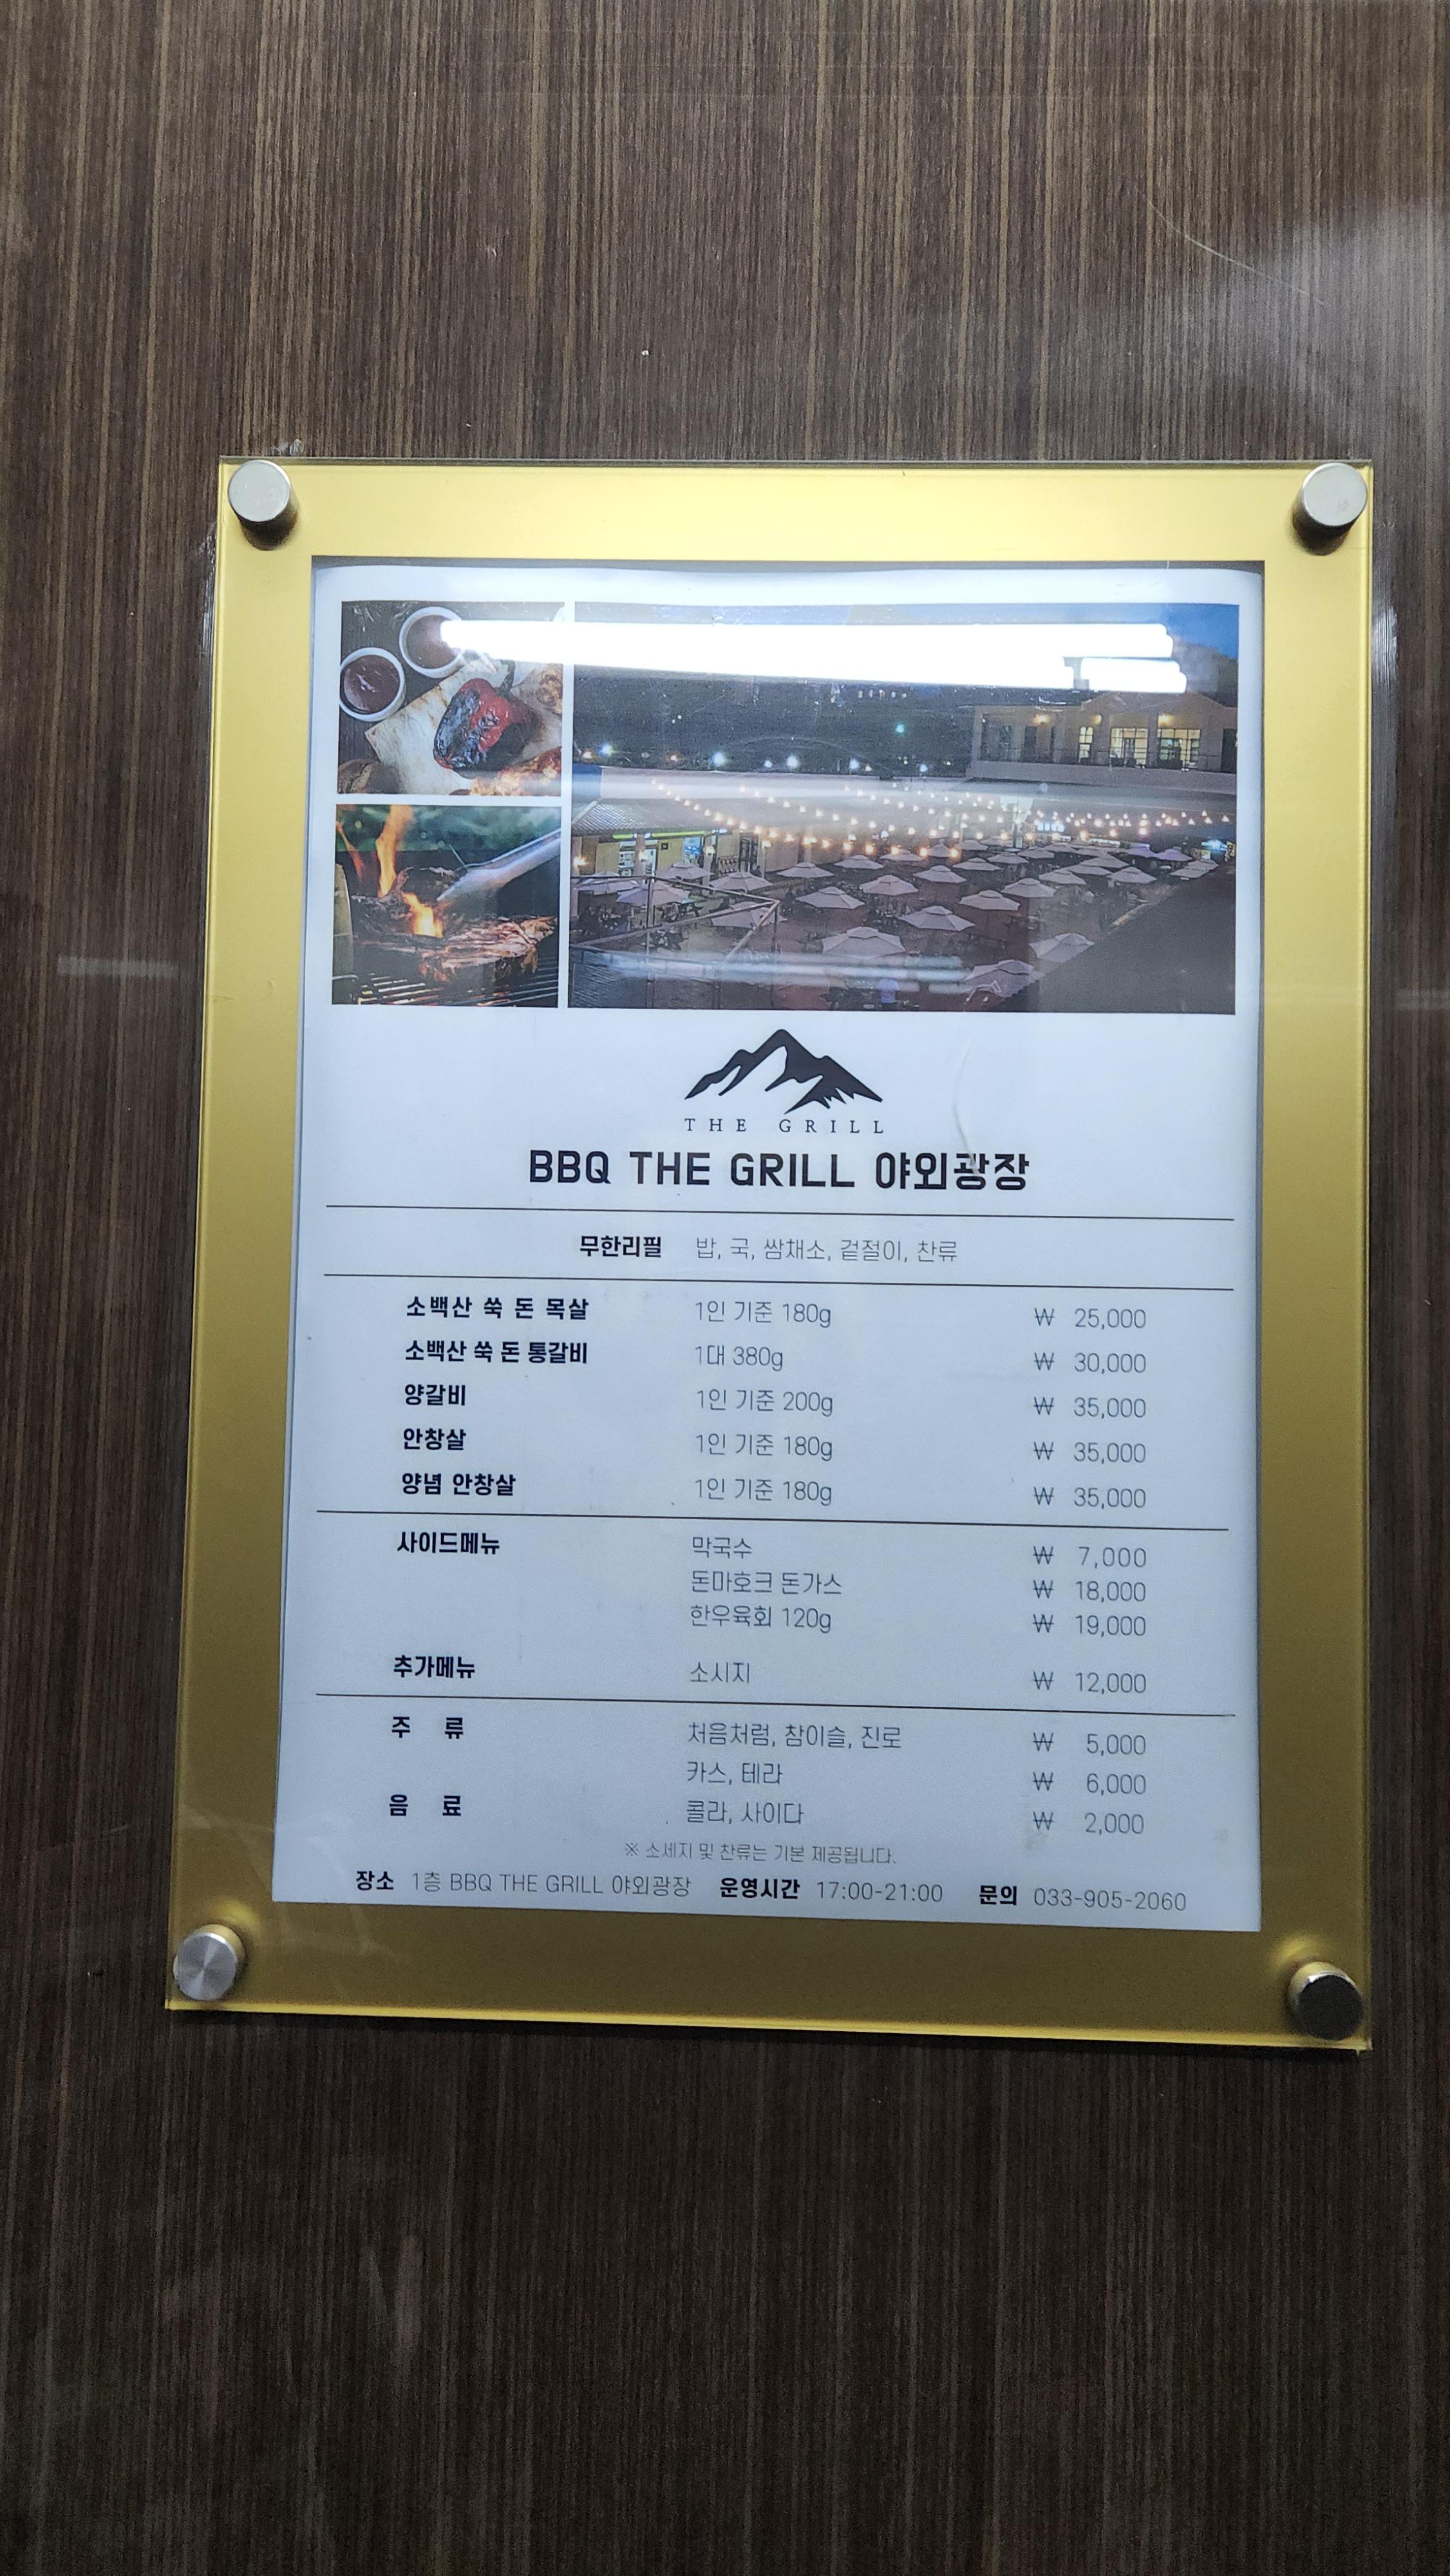 THE GRILL
BBQ THE GRILL 야외광장
무한리필 밥, 국, 쌈채소, 겉절이, 찬류
소백산 쑥 돈 목살 1인 기준 180g ₩ 25,000
소백산 쑥 돈 통갈비 1대 380g ₩ 30,000
양갈비 1인 기준 200g ₩ 35,000
안창살 1인 기준 180g ₩ 35,000
양념 안창살 1인 기준 180g ₩ 35,000
사이드메뉴 막국수 ₩ 7,000
돈마호크 돈가스 ₩ 18,000
한우육회 120g ₩ 19,000
추가메뉴 소시지 ₩ 12,000
주 류 처음처럼, 참이슬, 진로 ₩ 5,000
카스, 테라 ₩ 6,000
음 료 콜라, 사이다 ₩ 2,000
※ 소세지 및 찬류는 기본 제공됩니다.
장소 1층 BBQ THE GRILL 야외광장 운영시간 17:00-21:00 문의 033-905-2060